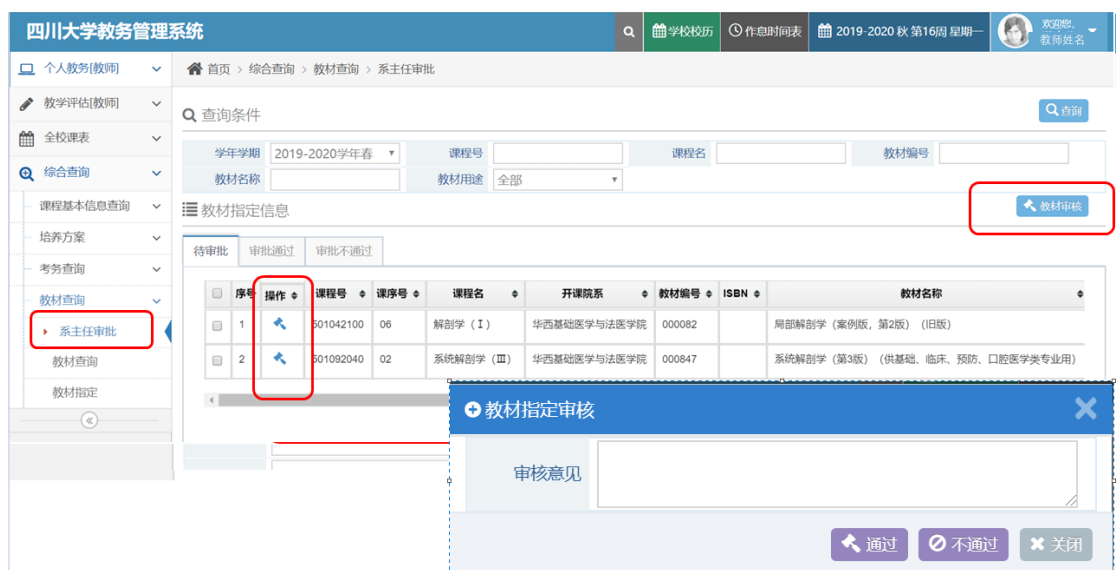 四川大学教务管理系统
学校校历
作息时间表
2019-2020 秋 第16周 星期一
欢迎您,
教师姓名
个人教务[教师]
教学评估[教师]
全校课表
综合查询
课程基本信息查询
培养方案
考务查询
教材查询
系主任审批
教材查询
教材指定
首页 > 综合查询 > 教材查询 > 系主任审批
查询条件
查询
学年学期 2019-2020学年春 课程号 课程名 教材编号
教材名称 教材用途 全部
教材指定信息
教材审核
待审批 审批通过 审批不通过
序号 操作 课程号 课序号 课程名 开课院系 教材编号 ISBN 教材名称
1 501042100 06 解剖学(Ⅰ) 华西基础医学与法医学院 000082 局部解剖学(案例版,第2版)(旧版)
2 501092040 02 系统解剖学(Ⅲ) 华西基础医学与法医学院 000847 系统解剖学(第3版)(供基础、临床、预防、口腔医学类专业用)
教材指定审核
审核意见
通过 不通过 关闭